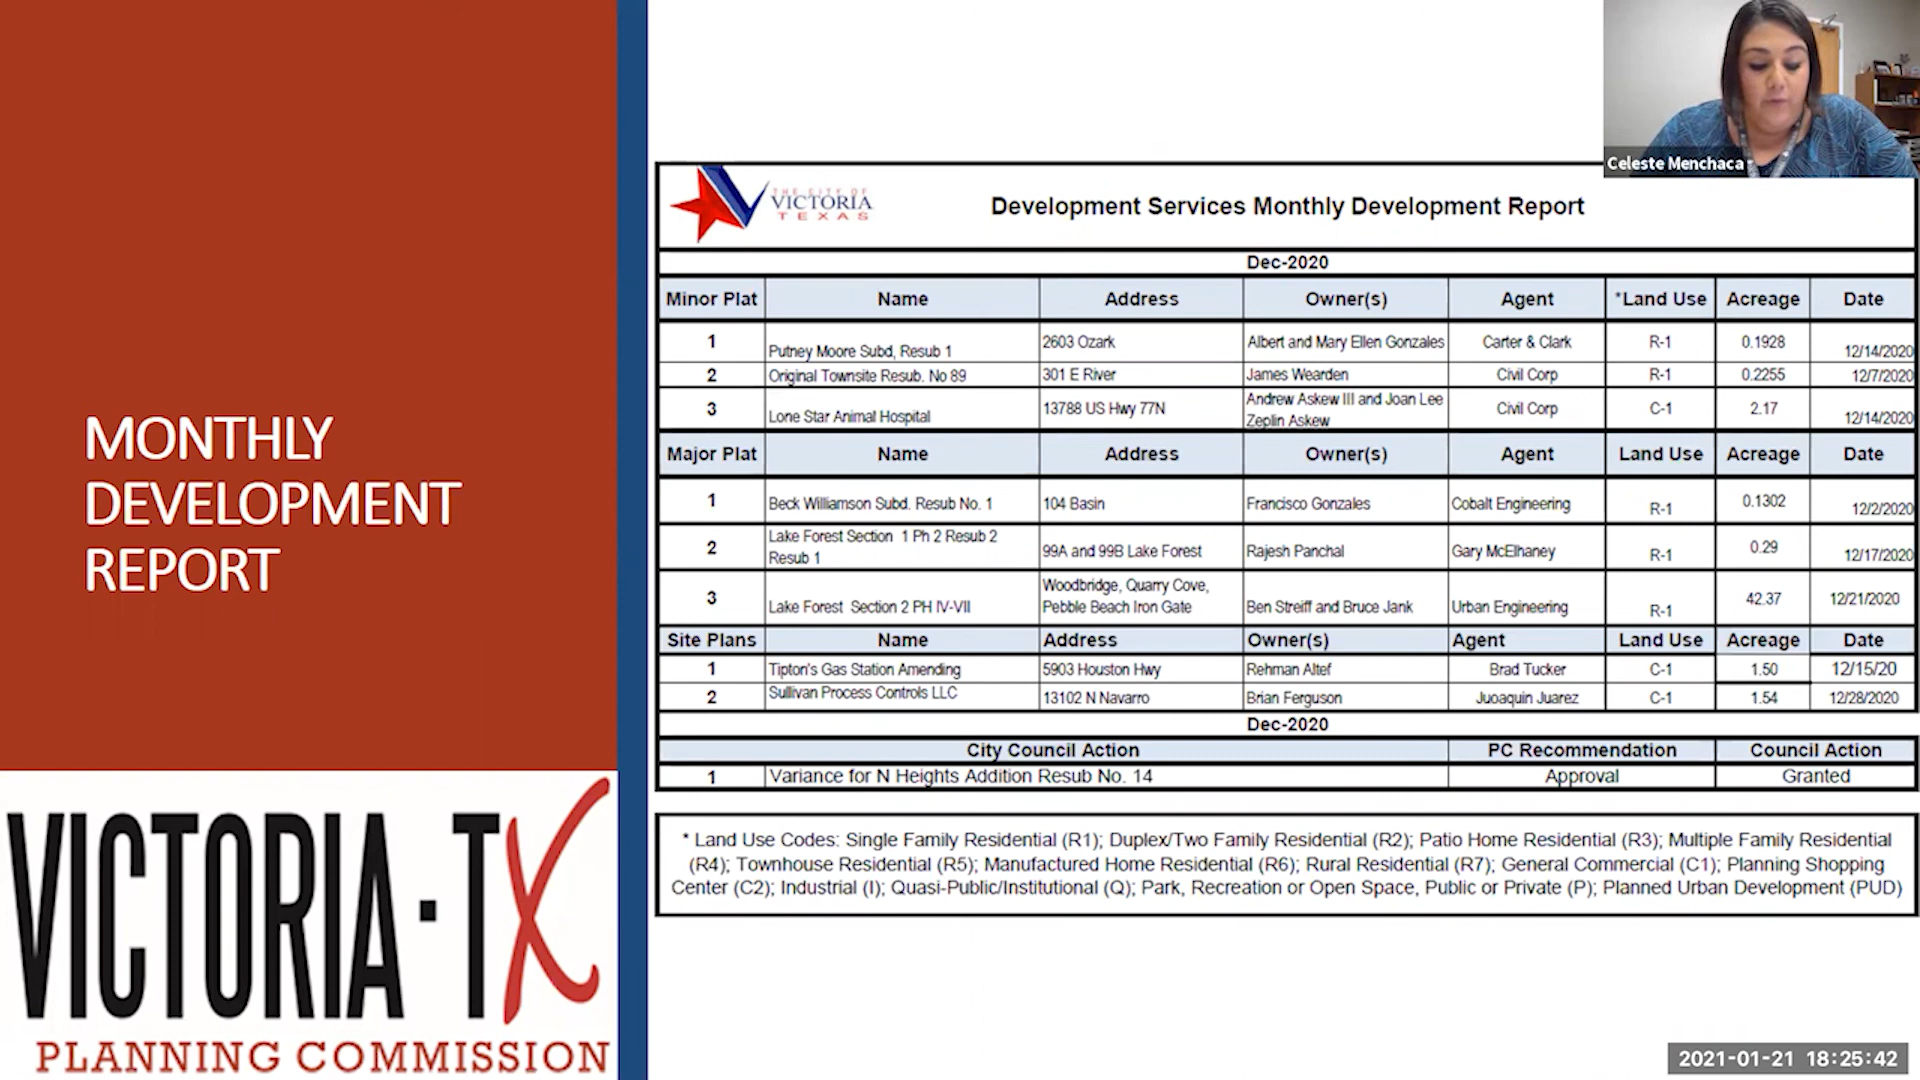 MONTHLY
DEVELOPMENT
REPORT
VICTORIA·TX
PLANNING COMMISSION
Celeste Menchaca
THE CITY OF
VICTORIA
TEXAS
Development Services Monthly Development Report
Dec-2020
Minor Plat Name Address Owner(s) Agent *Land Use Acreage Date
1 Putney Moore Subd, Resub 1 2603 Ozark Albert and Mary Ellen Gonzales Carter & Clark R-1 0.1928 12/14/2020
2 Original Townsite Resub. No 89 301 E River James Wearden Civil Corp R-1 0.2255 12/7/2020
3 Lone Star Animal Hospital 13788 US Hwy 77N Andrew Askew III and Joan Lee
Zeplin Askew Civil Corp C-1 2.17 12/14/2020
Major Plat Name Address Owner(s) Agent Land Use Acreage Date
1 Beck Williamson Subd. Resub No. 1 104 Basin Francisco Gonzales Cobalt Engineering R-1 0.1302 12/2/2020
2 Lake Forest Section 1 Ph 2 Resub 2
Resub 1 99A and 99B Lake Forest Rajesh Panchal Gary McElhaney R-1 0.29 12/17/2020
3 Lake Forest Section 2 PH IV-VII Woodbridge, Quarry Cove,
Pebble Beach Iron Gate Ben Streiff and Bruce Jank Urban Engineering R-1 42.37 12/21/2020
Site Plans Name Address Owner(s) Agent Land Use Acreage Date
1 Tipton's Gas Station Amending 5903 Houston Hwy Rehman Altef Brad Tucker C-1 1.50 12/15/20
2 Sullivan Process Controls LLC 13102 N Navarro Brian Ferguson Juoaquin Juarez C-1 1.54 12/28/2020
Dec-2020
City Council Action PC Recommendation Council Action
1 Variance for N Heights Addition Resub No. 14 Approval Granted
* Land Use Codes: Single Family Residential (R1); Duplex/Two Family Residential (R2); Patio Home Residential (R3); Multiple Family Residential
(R4); Townhouse Residential (R5); Manufactured Home Residential (R6); Rural Residential (R7); General Commercial (C1); Planning Shopping
Center (C2); Industrial (I); Quasi-Public/Institutional (Q); Park, Recreation or Open Space, Public or Private (P); Planned Urban Development (PUD)
2021-01-21 18:25:42